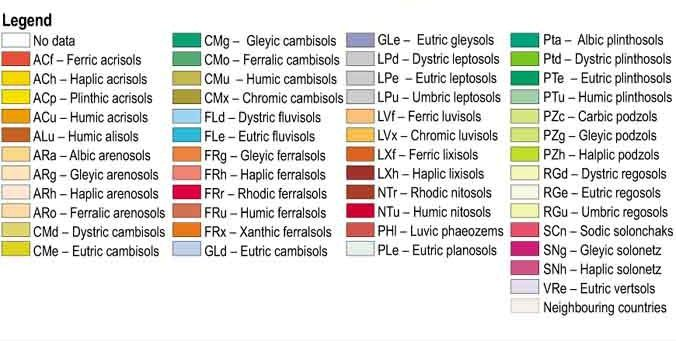 Legend
No data
ACf – Ferric acrisols
ACh – Haplic acrisols
ACp – Plinthic acrisols
ACu – Humic acrisols
ALu – Humic alisols
ARa – Albic arenosols
ARg – Gleyic arenosols
ARh – Haplic arenosols
ARo – Ferralic arenosols
CMd – Dystric cambisols
CMe – Eutric cambisols
CMg – Gleyic cambisols
CMo – Ferralic cambisols
CMu – Humic cambisols
CMx – Chromic cambisols
FLd – Dystric fluvisols
FLe – Eutric fluvisols
FRg – Gleyic ferralsols
FRh – Haplic ferralsols
FRr – Rhodic ferralsols
FRu – Humic ferralsols
FRx – Xanthic ferralsols
GLd – Eutric cambisols
GLe – Eutric gleysols
LPd – Dystric leptosols
LPe – Eutric leptosols
LPu – Umbric leptosols
LVf – Ferric luvisols
LVx – Chromic luvisols
LXf – Ferric lixisols
LXh – Haplic lixisols
NTr – Rhodic nitosols
NTu – Humic nitosols
PHl – Luvic phaeozems
PLe – Eutric planosols
Pta – Albic plinthosols
Ptd – Dystric plinthosols
PTe – Eutric plinthosols
PTu – Humic plinthosols
PZc – Carbic podzols
PZg – Gleyic podzols
PZh – Halplic podzols
RGd – Dystric regosols
RGe – Eutric regosols
RGu – Umbric regosols
SCn – Sodic solonchaks
SNg – Gleyic solonetz
SNh – Haplic solonetz
VRe – Eutric vertsols
Neighbouring countries